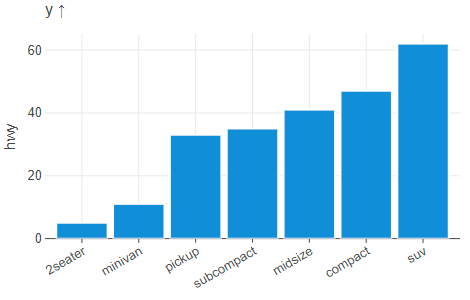 y ↑
60
40
20
0
hwy
2seater
minivan
pickup
subcompact
midsize
compact
suv